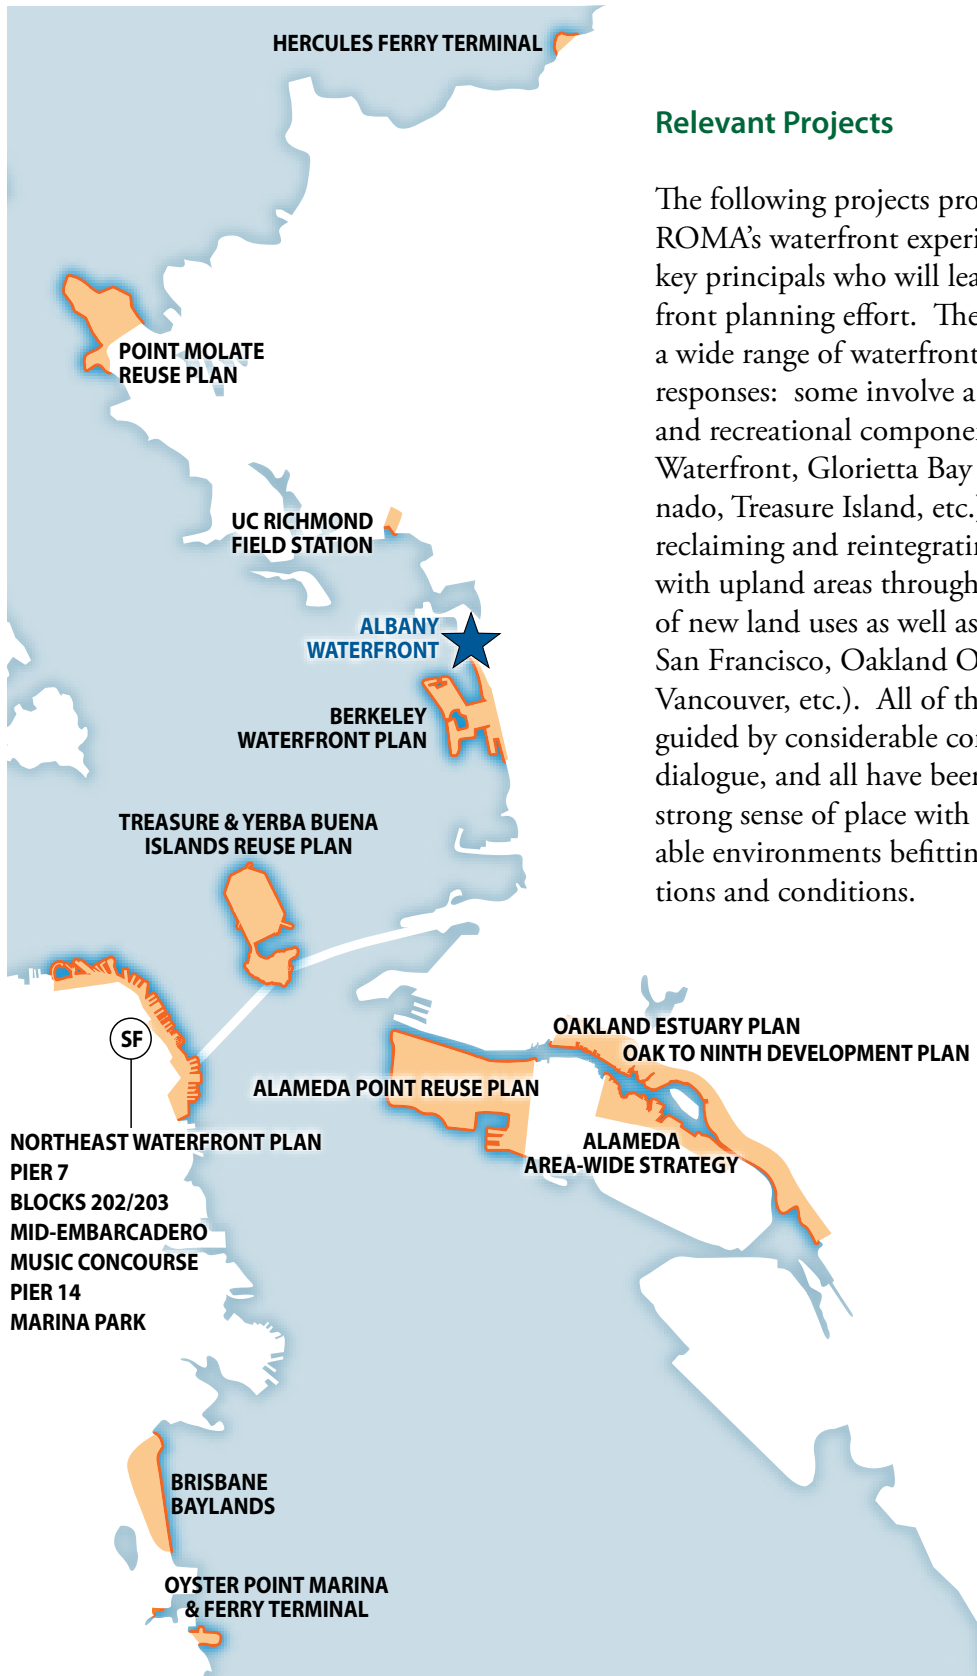 HERCULES FERRY TERMINAL
Relevant Projects
The following projects pro
ROMA’s waterfront experi
key principals who will lea
front planning effort.  The
a wide range of waterfront
responses:  some involve a
and recreational componen
Waterfront, Glorietta Bay
nado, Treasure Island, etc.)
reclaiming and reintegratin
with upland areas through
of new land uses as well as
San Francisco, Oakland O
Vancouver, etc.).  All of th
guided by considerable con
dialogue, and all have been
strong sense of place with
able environments befittin
tions and conditions.
POINT MOLATE
REUSE PLAN
UC RICHMOND
FIELD STATION
ALBANY
WATERFRONT
BERKELEY
WATERFRONT PLAN
TREASURE & YERBA BUENA
ISLANDS REUSE PLAN
SF
OAKLAND ESTUARY PLAN
OAK TO NINTH DEVELOPMENT PLAN
ALAMEDA POINT REUSE PLAN
ALAMEDA
AREA-WIDE STRATEGY
NORTHEAST WATERFRONT PLAN
PIER 7
BLOCKS 202/203
MID-EMBARCADERO
MUSIC CONCOURSE
PIER 14
MARINA PARK
BRISBANE
BAYLANDS
OYSTER POINT MARINA
& FERRY TERMINAL